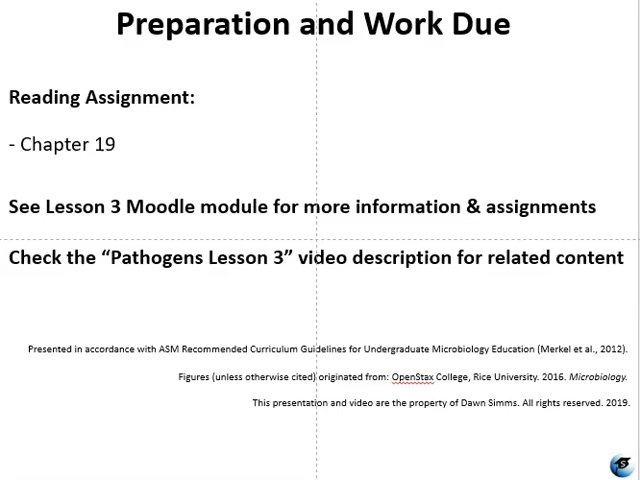 Preparation and Work Due
Reading Assignment:
- Chapter 19
See Lesson 3 Moodle module for more information & assignments
Check the “Pathogens Lesson 3” video description for related content
Presented in accordance with ASM Recommended Curriculum Guidelines for Undergraduate Microbiology Education (Merkel et al., 2012).
Figures (unless otherwise cited) originated from: OpenStax College, Rice University. 2016. Microbiology.
This presentation and video are the property of Dawn Simms. All rights reserved. 2019.